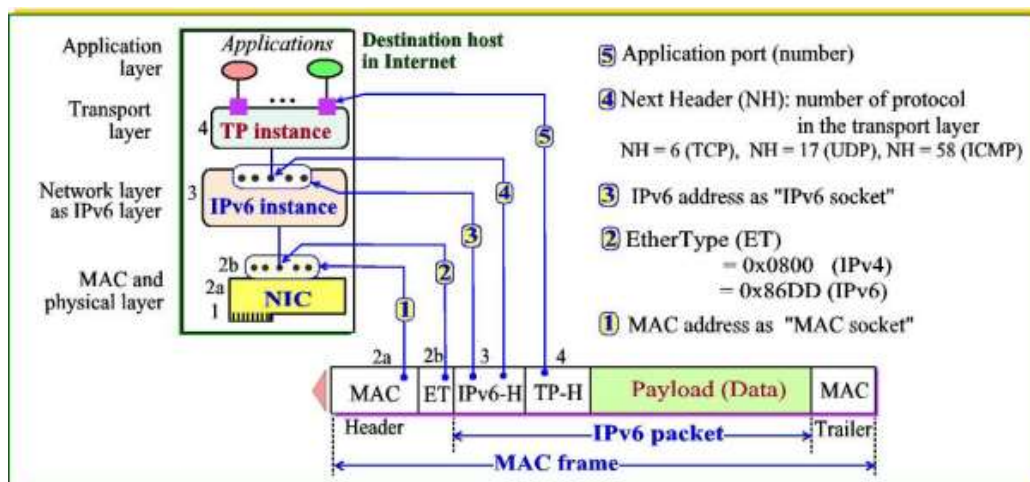 Application layer
Applications
Destination host in Internet
Transport layer
4
TP instance
Network layer as IPv6 layer
3
IPv6 instance
MAC and physical layer
2b
2a
1
NIC
5 Application port (number)
4 Next Header (NH): number of protocol
in the transport layer
NH = 6 (TCP), NH = 17 (UDP), NH = 58 (ICMP)
3 IPv6 address as "IPv6 socket"
2 EtherType (ET)
= 0x0800 (IPv4)
= 0x86DD (IPv6)
1 MAC address as "MAC socket"
5
4
3
2
1
2a 2b 3 4
MAC ET IPv6-H TP-H Payload (Data) MAC
Header IPv6 packet Trailer
MAC frame